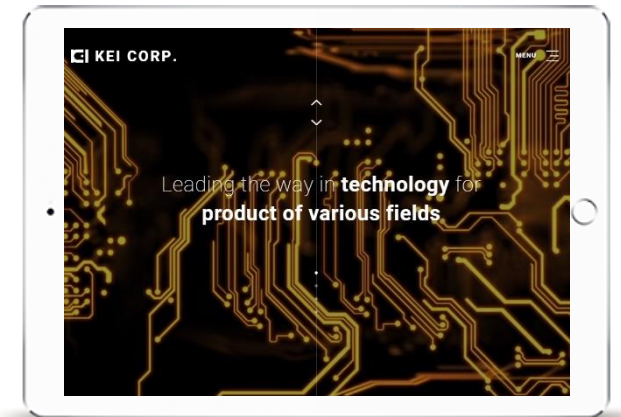 KEI CORP.
MENU
Leading the way in technology for
product of various fields